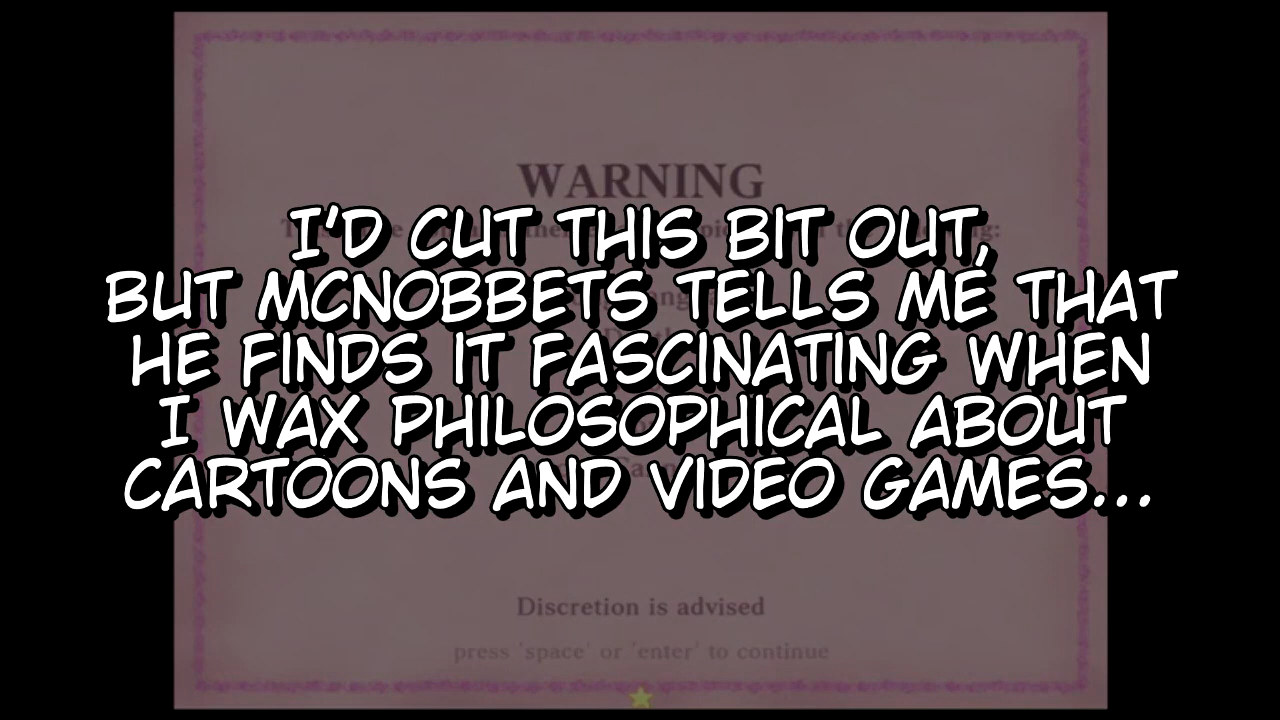 WARNING
I'D CUT THIS BIT OUT,
BUT MCNOBBETS TELLS ME THAT
HE FINDS IT FASCINATING WHEN
I WAX PHILOSOPHICAL ABOUT
CARTOONS AND VIDEO GAMES...
Discretion is advised
press 'space' or 'enter' to continue